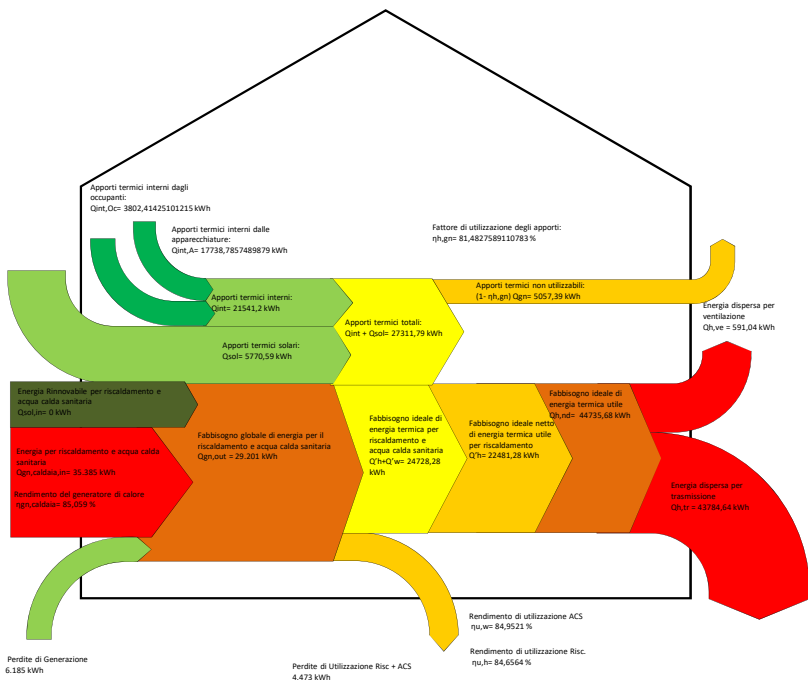 Apporti termici interni dagli
occupanti:
Qint,Oc= 3802,41425101215 kWh
Apporti termici interni dalle
apparecchiature:
Qint,A= 17738,7857489879 kWh
Fattore di utilizzazione degli apporti:
ηh,gn= 81,4827589110783 %
Apporti termici interni:
Qint= 21541,2 kWh
Apporti termici non utilizzabili:
(1- ηh,gn) Qgn= 5057,39 kWh
Energia dispersa per
ventilazione
Qh,ve = 591,04 kWh
Apporti termici totali:
Qint + Qsol= 27311,79 kWh
Apporti termici solari:
Qsol= 5770,59 kWh
Energia Rinnovabile per riscaldamento e
acqua calda sanitaria
Qsol,in= 0 kWh
Fabbisogno ideale di
energia termica utile
Qh,nd= 44735,68 kWh
Fabbisogno ideale di
energia termica per
riscaldamento e
acqua calda sanitaria
Q'h+Q'w= 24728,28
kWh
Fabbisogno ideale netto
di energia termica utile
per riscaldamento
Q'h= 22481,28 kWh
Fabbisogno globale di energia per il
riscaldamento e acqua calda sanitaria
Qgn,out = 29.201 kWh
Energia per riscaldamento e acqua calda
sanitaria
Qgn,caldaia,in= 35.385 kWh
Rendimento del generatore di calore
ηgn,caldaia= 85,059 %
Energia dispersa per
trasmissione
Qh,tr= 43784,64 kWh
Rendimento di utilizzazione ACS
ηu,w= 84,9521 %
Rendimento di utilizzazione Risc.
ηu,h= 84,6564 %
Perdite di Generazione
6.185 kWh
Perdite di Utilizzazione Risc + ACS
4.473 kWh